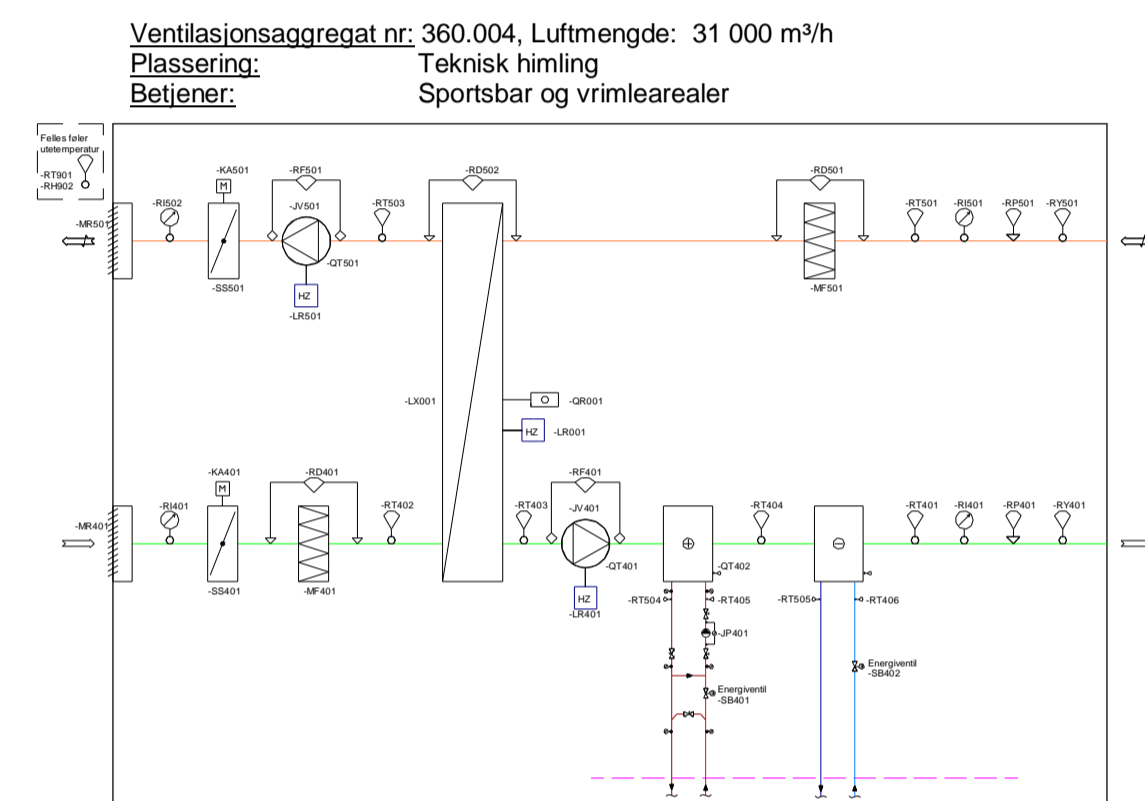 Ventilasjonsaggregat nr: 360.004, Luftmengde: 31 000 m³/h
Plassering: Teknisk himling
Betjener: Sportsbar og vrimlearealer
Felles føler
utetemperatur
-RT901
-RH902
-MR501
-RI502
-KA501
M
-SS501
-RF501
-JV501
-QT501
HZ
-LR501
-RT503
-RD502
-RD501
-MF501
-RT501
-RI501
-RP501
-RY501
-LX001
-QR001
HZ
-LR001
-MR401
-RI401
-KA401
M
-SS401
-RD401
-MF401
-RT402
-RT403
-RF401
-JV401
-QT401
HZ
-LR401
-RT404
-QT402
-RT504
-RT405
-JP401
Energiventil
-SB401
-RT505
-RT406
Energiventil
-SB402
-RT401
-RI401
-RP401
-RY401